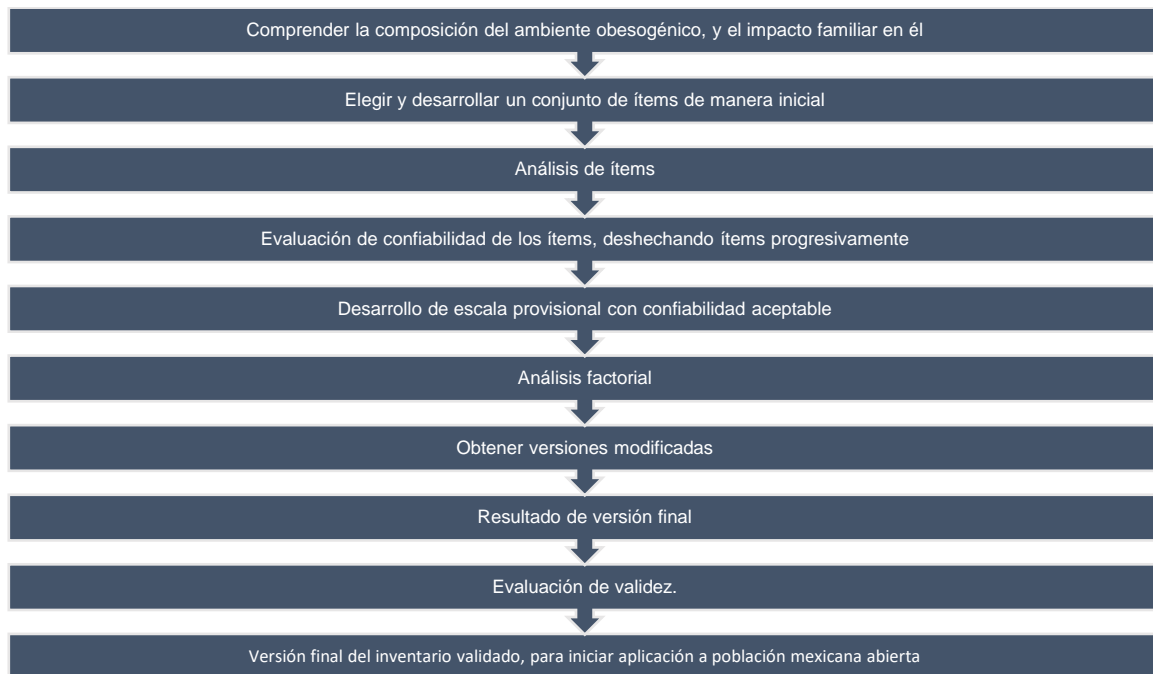 Comprender la composición del ambiente obesogénico, y el impacto familiar en él
Elegir y desarrollar un conjunto de ítems de manera inicial
Análisis de ítems
Evaluación de confiabilidad de los ítems, deshechando ítems progresivamente
Desarrollo de escala provisional con confiabilidad aceptable
Análisis factorial
Obtener versiones modificadas
Resultado de versión final
Evaluación de validez.
Versión final del inventario validado, para iniciar aplicación a población mexicana abierta